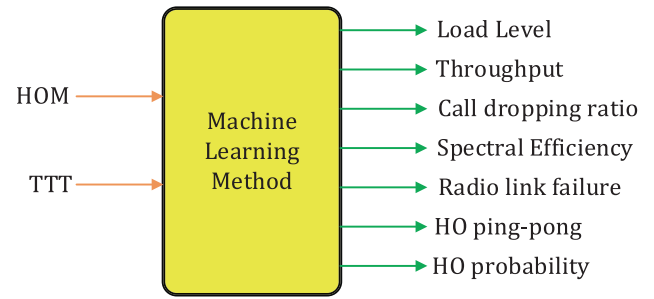 HOM
TTT
Machine
Learning
Method
Load Level
Throughput
Call dropping ratio
Spectral Efficiency
Radio link failure
HO ping-pong
HO probability